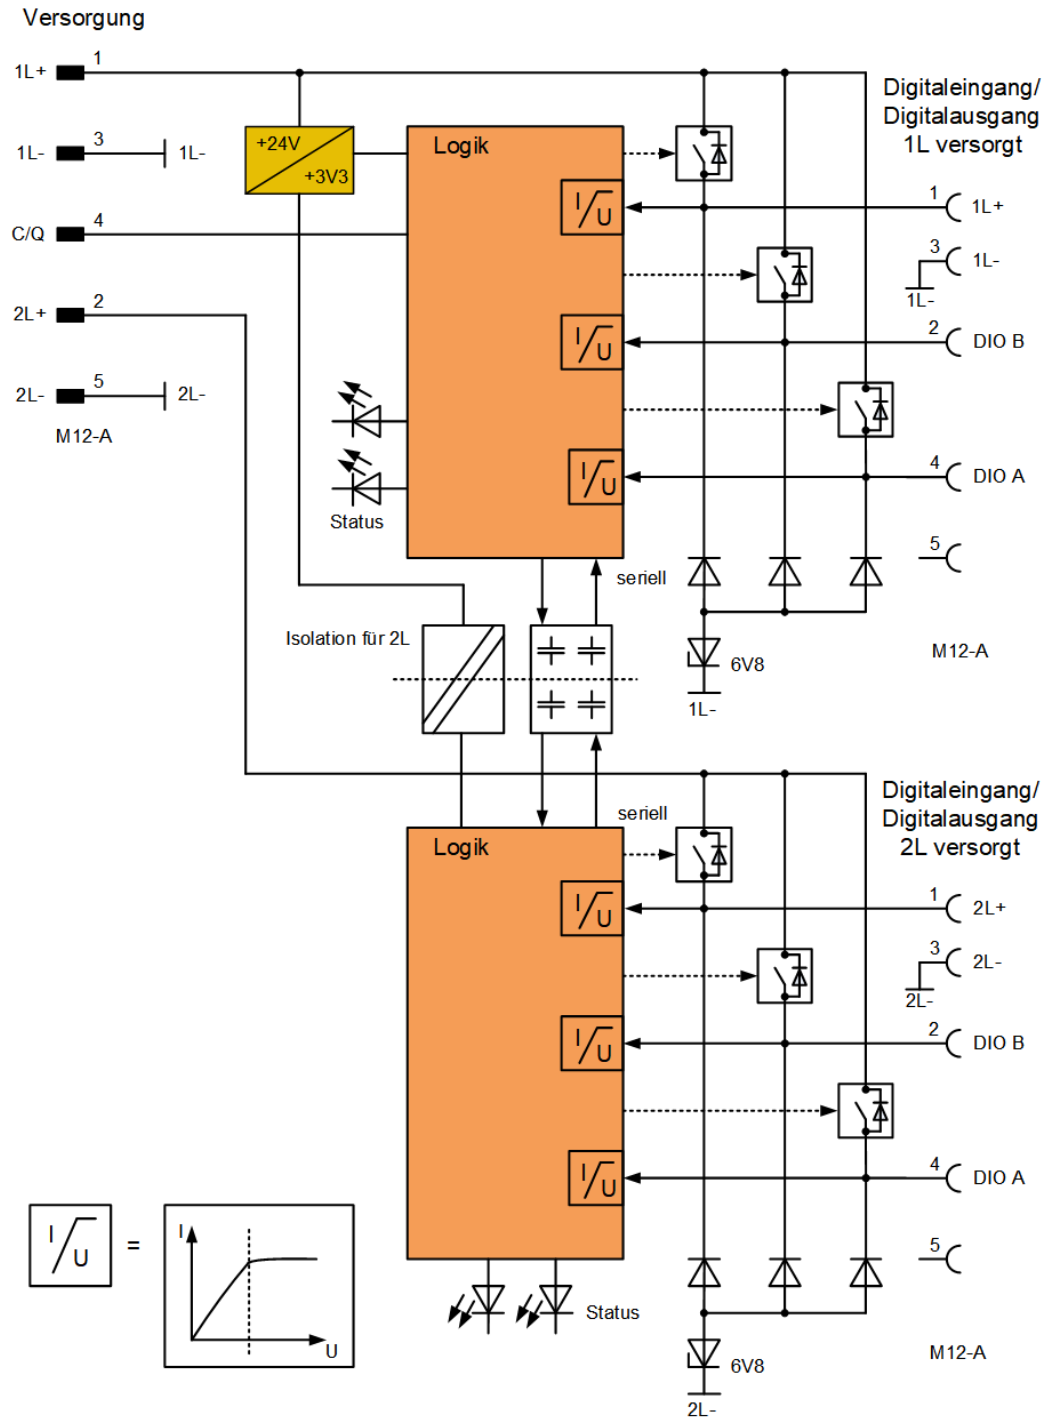 Versorgung
1L+
1
1L-
3
1L-
C/Q
4
2L+
2
2L-
5
2L-
M12-A
+24V
+3V3
Logik
I/U
I/U
I/U
Status
Digitaleingang/
Digitalausgang
1L versorgt
1
1L+
3
1L-
1L-
2
DIO B
4
DIO A
5
M12-A
6V8
1L-
seriell
Isolation für 2L
seriell
Logik
I/U
I/U
I/U
Status
Digitaleingang/
Digitalausgang
2L versorgt
1
2L+
3
2L-
2L-
2
DIO B
4
DIO A
5
M12-A
6V8
2L-
I/U
=
I
U